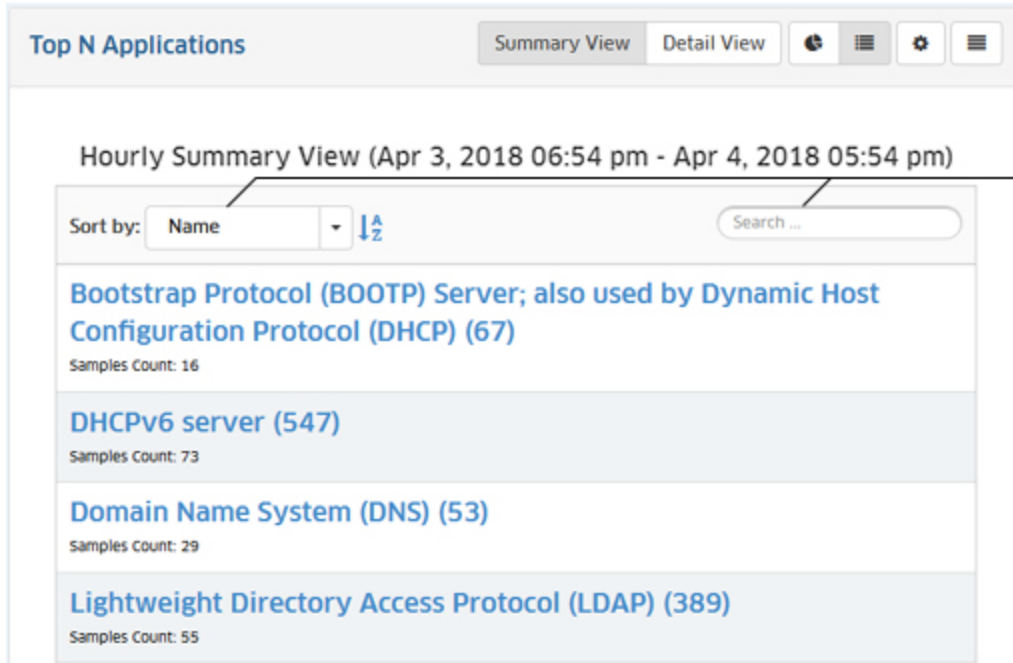 Top N Applications
Summary View
Detail View
Hourly Summary View (Apr 3, 2018 06:54 pm - Apr 4, 2018 05:54 pm)
Sort by:
Name
A
Z
Search ...
Bootstrap Protocol (BOOTP) Server; also used by Dynamic Host
Configuration Protocol (DHCP) (67)
Samples Count: 16
DHCPv6 server (547)
Samples Count: 73
Domain Name System (DNS) (53)
Samples Count: 29
Lightweight Directory Access Protocol (LDAP) (389)
Samples Count: 55